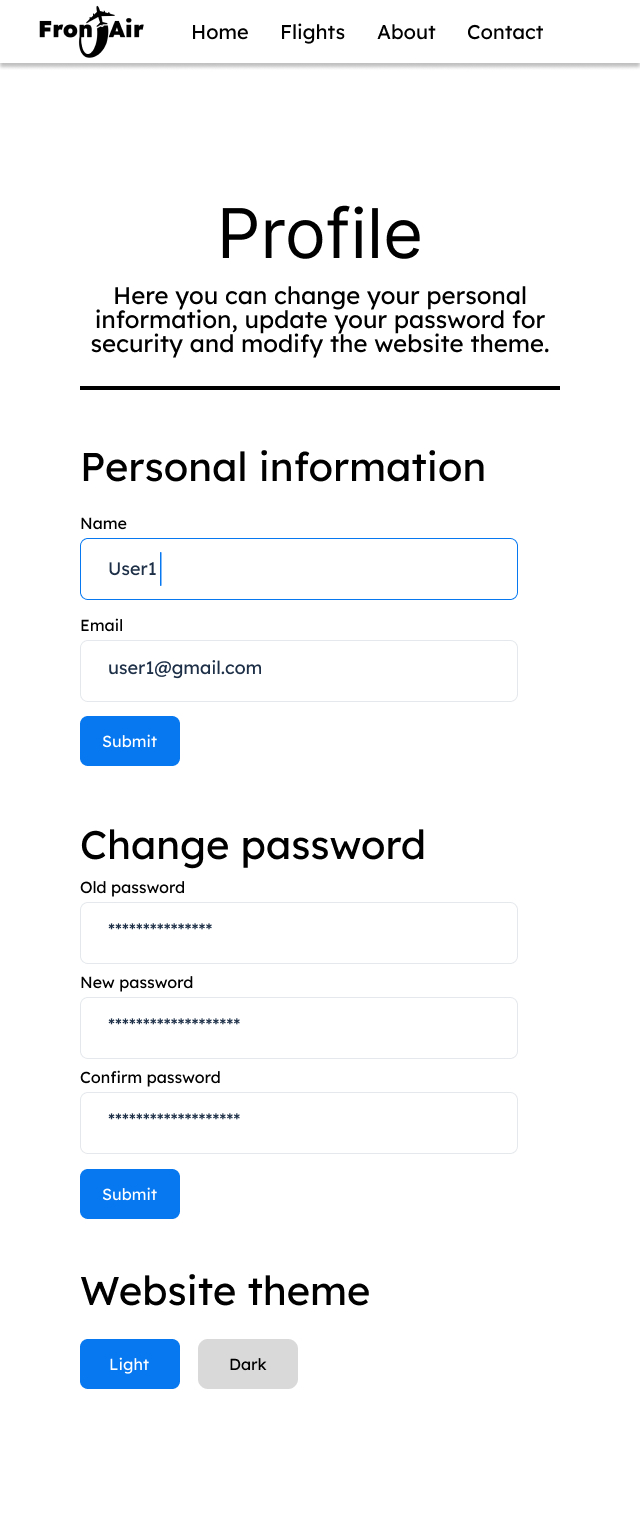 FronJAir
Home
Flights
About
Contact
Profile
Here you can change your personal
information, update your password for
security and modify the website theme.
Personal information
Name
User1
Email
user1@gmail.com
Submit
Change password
Old password
***************
New password
*******************
Confirm password
*******************
Submit
Website theme
Light
Dark